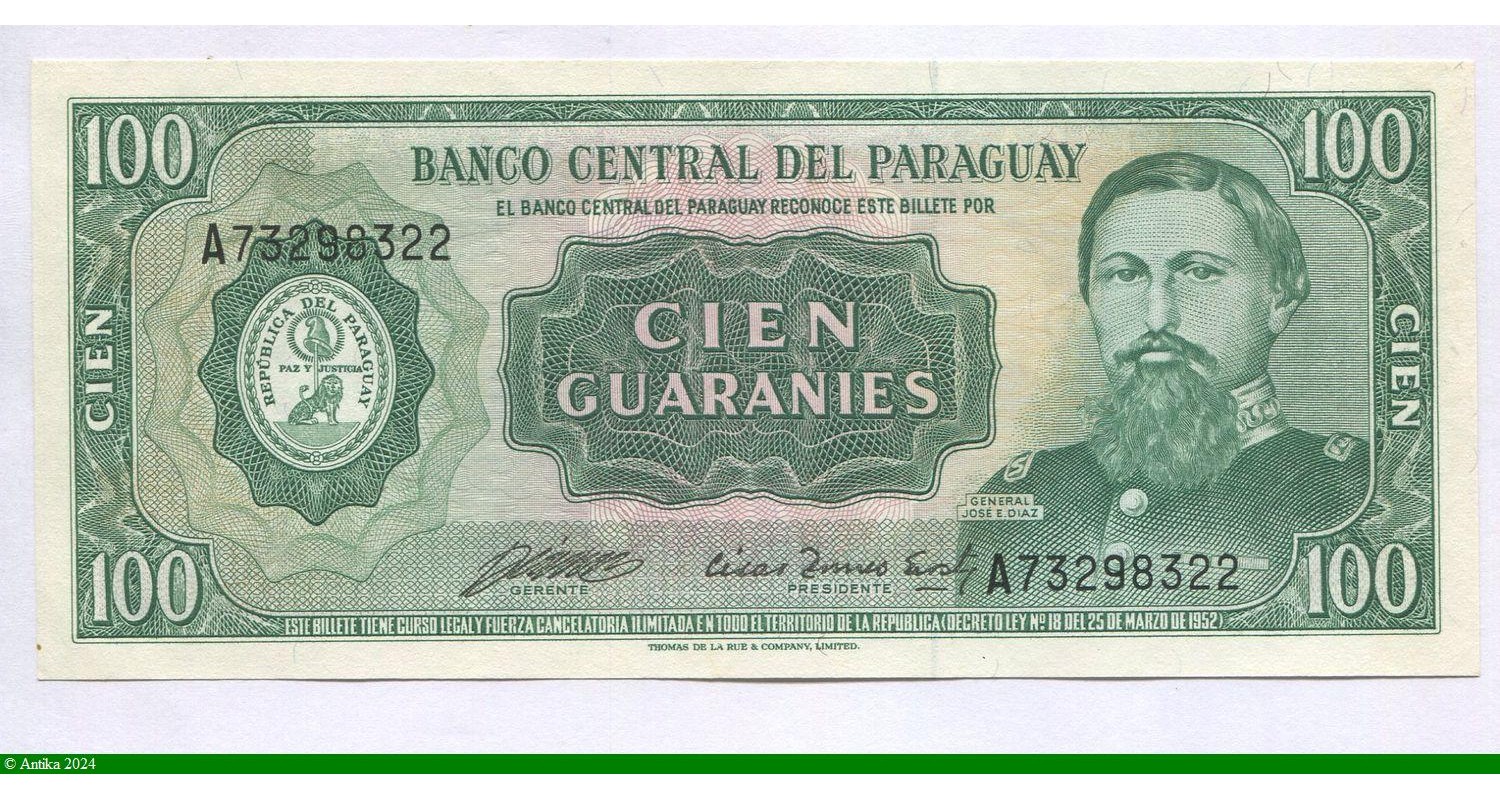 100
100
BANCO CENTRAL DEL PARAGUAY
EL BANCO CENTRAL DEL PARAGUAY RECONOCE ESTE BILLETE POR
A73298322
REPÚBLICA DEL PARAGUAY
PAZ Y JUSTICIA
CIEN
GUARANIES
CIEN
CIEN
GENERAL
JOSE E. DIAZ
GERENTE
PRESIDENTE
A73298322
100
100
ESTE BILLETE TIENE CURSO LEGAL Y FUERZA CANCELATORIA ILIMITADA EN TODO EL TERRITORIO DE LA REPUBLICA (DECRETO LEY Nº 18 DEL 25 DE MARZO DE 1952)
THOMAS DE LA RUE & COMPANY, LIMITED.
© Antika 2024